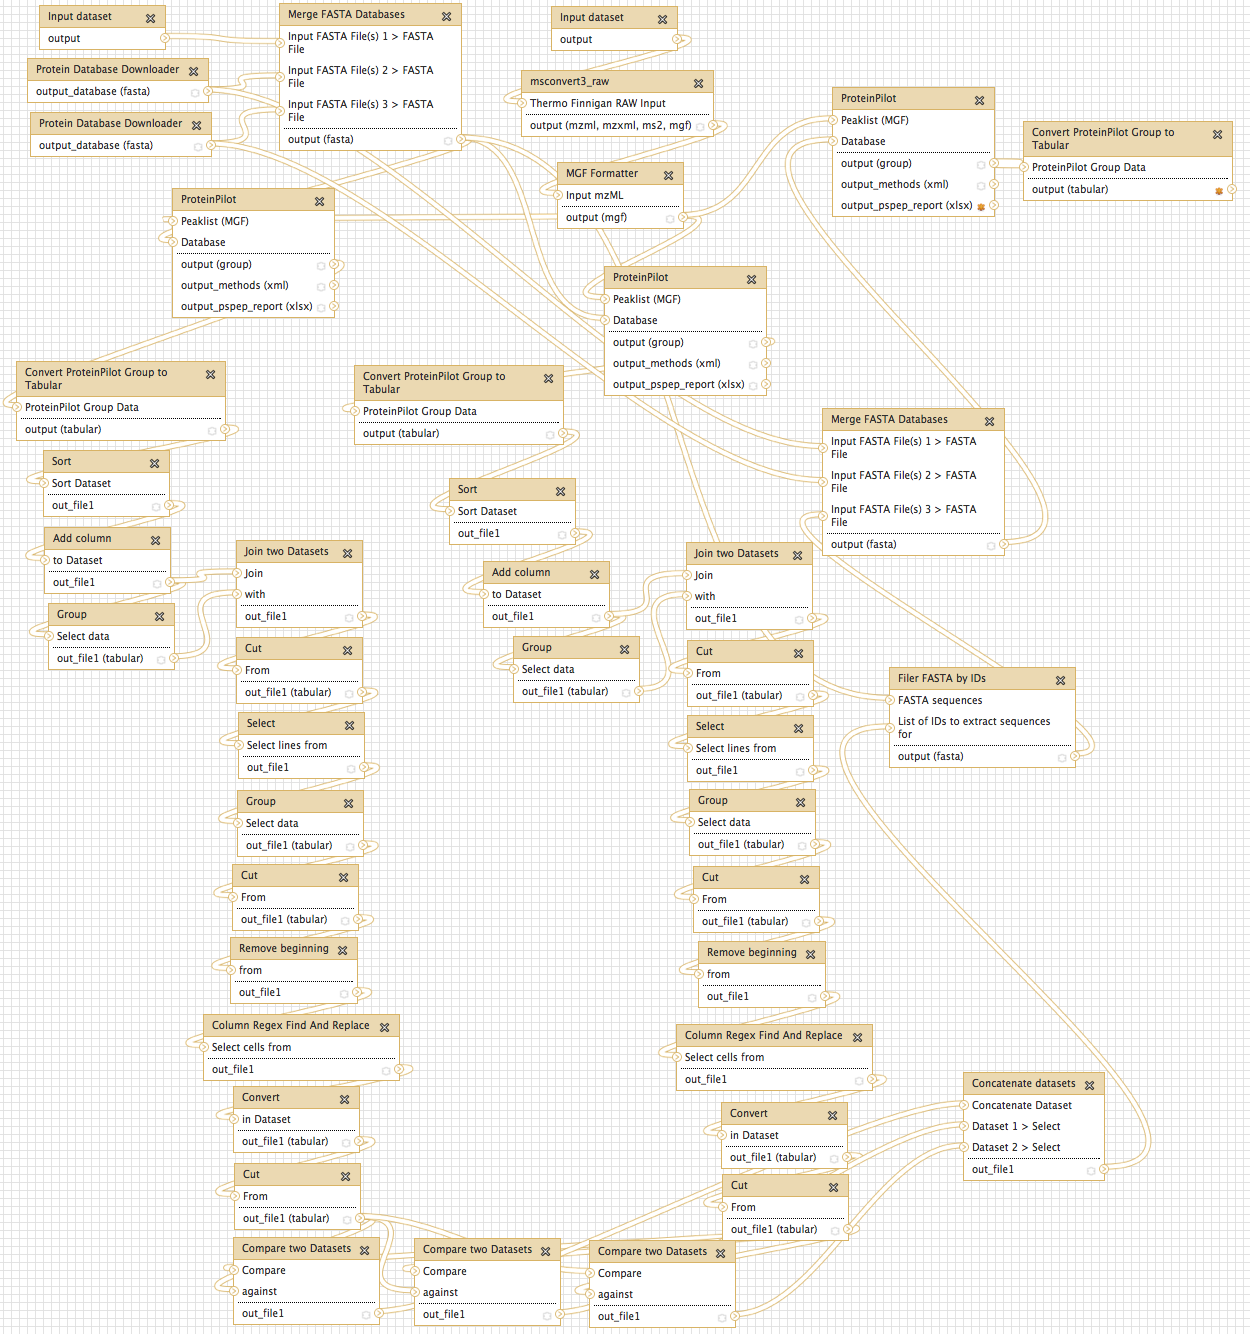 Input dataset
output
Protein Database Downloader
output_database (fasta)
Protein Database Downloader
output_database (fasta)
Merge FASTA Databases
Input FASTA File(s) 1 > FASTA
File
Input FASTA File(s) 2 > FASTA
File
Input FASTA File(s) 3 > FASTA
File
output (fasta)
Input dataset
output
msconvert3_raw
Thermo Finnigan RAW Input
output (mzml, mzxml, ms2, mgf)
MGF Formatter
Input mzML
output (mgf)
ProteinPilot
Peaklist (MGF)
Database
output (group)
output_methods (xml)
output_pspep_report (xlsx)
Convert ProteinPilot Group to
Tabular
ProteinPilot Group Data
output (tabular)
ProteinPilot
Peaklist (MGF)
Database
output (group)
output_methods (xml)
output_pspep_report (xlsx)
ProteinPilot
Peaklist (MGF)
Database
output (group)
output_methods (xml)
output_pspep_report (xlsx)
Convert ProteinPilot Group to
Tabular
ProteinPilot Group Data
output (tabular)
Convert ProteinPilot Group to
Tabular
ProteinPilot Group Data
output (tabular)
Merge FASTA Databases
Input FASTA File(s) 1 > FASTA
File
Input FASTA File(s) 2 > FASTA
File
Input FASTA File(s) 3 > FASTA
File
output (fasta)
Sort
Sort Dataset
out_file1
Add column
to Dataset
out_file1
Group
Select data
out_file1 (tabular)
Join two Datasets
Join
with
out_file1
Cut
From
out_file1 (tabular)
Select
Select lines from
out_file1
Group
Select data
out_file1 (tabular)
Cut
From
out_file1 (tabular)
Remove beginning
from
out_file1
Column Regex Find And Replace
Select cells from
out_file1
Convert
in Dataset
out_file1 (tabular)
Cut
From
out_file1 (tabular)
Compare two Datasets
Compare
against
out_file1
Sort
Sort Dataset
out_file1
Add column
to Dataset
out_file1
Group
Select data
out_file1 (tabular)
Join two Datasets
Join
with
out_file1
Cut
From
out_file1 (tabular)
Select
Select lines from
out_file1
Group
Select data
out_file1 (tabular)
Cut
From
out_file1 (tabular)
Remove beginning
from
out_file1
Column Regex Find And Replace
Select cells from
out_file1
Convert
in Dataset
out_file1 (tabular)
Cut
From
out_file1 (tabular)
Compare two Datasets
Compare
against
out_file1
Compare two Datasets
Compare
against
out_file1
Filer FASTA by IDs
FASTA sequences
List of IDs to extract sequences
for
output (fasta)
Concatenate datasets
Concatenate Dataset
Dataset 1 > Select
Dataset 2 > Select
out_file1